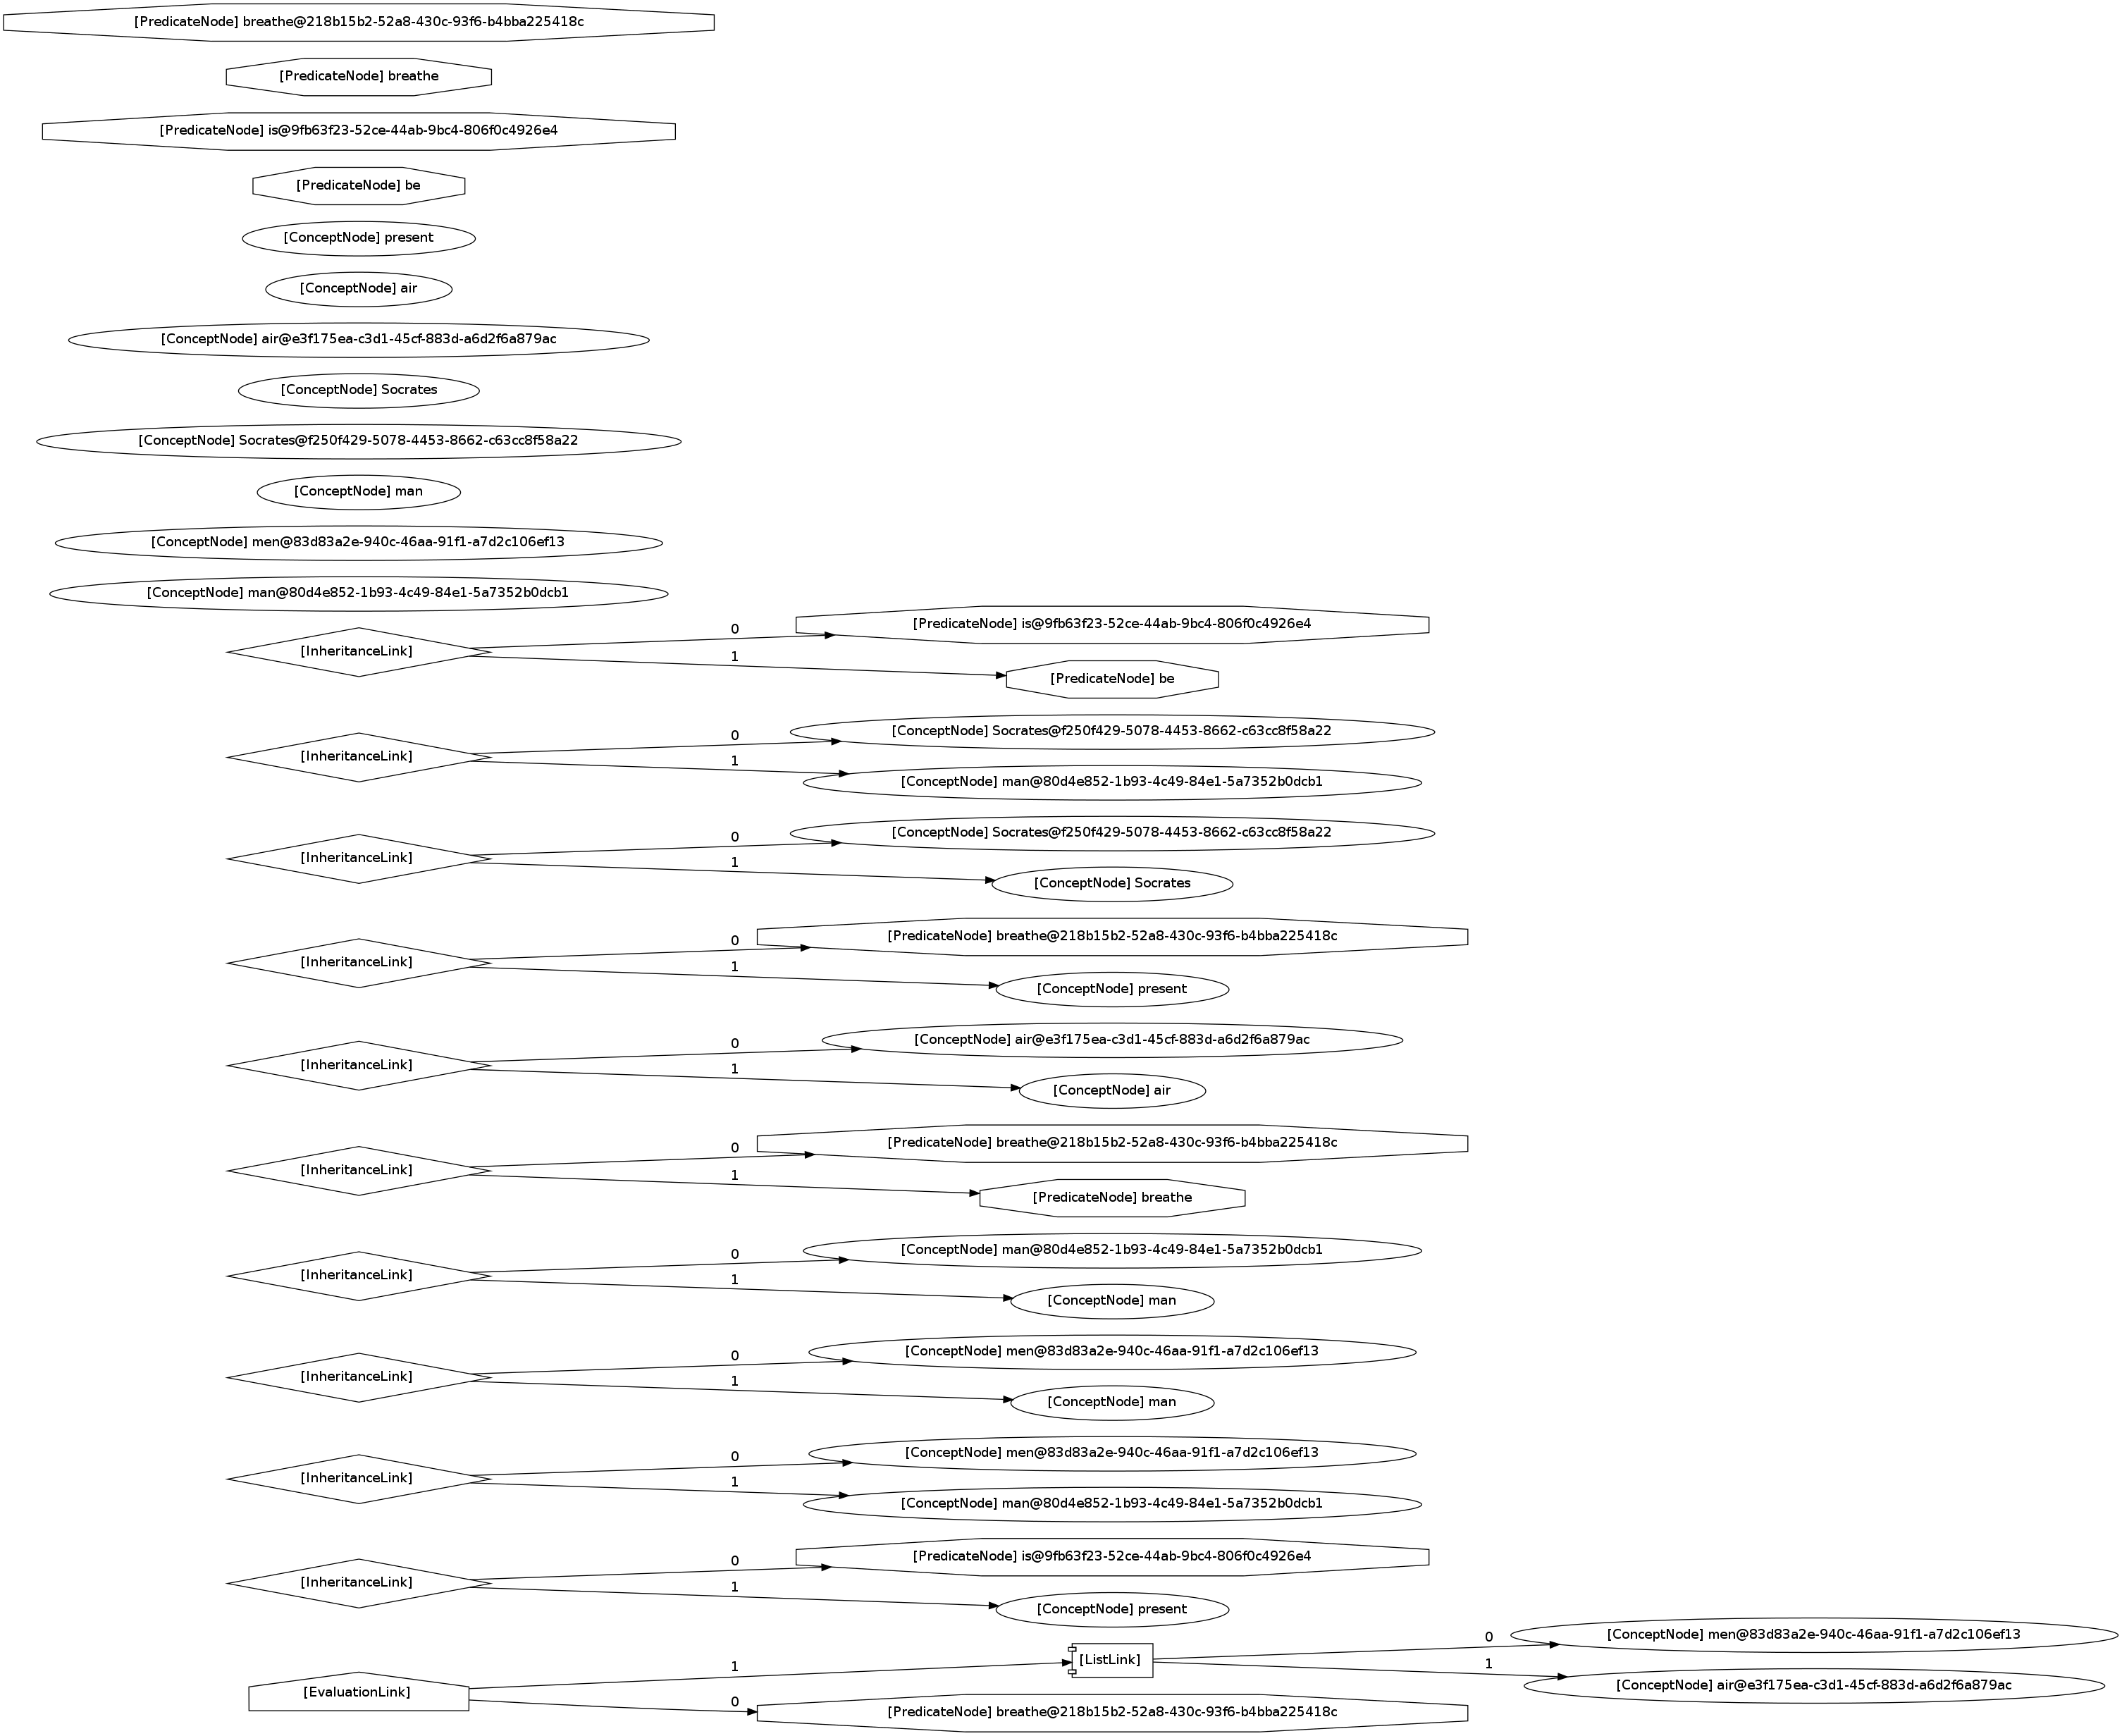 [PredicateNode] breathe@218b15b2-52a8-430c-93f6-b4bba225418c
[PredicateNode] breathe
[PredicateNode] is@9fb63f23-52ce-44ab-9bc4-806f0c4926e4
[PredicateNode] be
[ConceptNode] present
[ConceptNode] air
[ConceptNode] air@e3f175ea-c3d1-45cf-883d-a6d2f6a879ac
[ConceptNode] Socrates
[ConceptNode] Socrates@f250f429-5078-4453-8662-c63cc8f58a22
[ConceptNode] man
[ConceptNode] men@83d83a2e-940c-46aa-91f1-a7d2c106ef13
[ConceptNode] man@80d4e852-1b93-4c49-84e1-5a7352b0dcb1
[InheritanceLink]
0
[PredicateNode] is@9fb63f23-52ce-44ab-9bc4-806f0c4926e4
1
[PredicateNode] be
[InheritanceLink]
0
[ConceptNode] Socrates@f250f429-5078-4453-8662-c63cc8f58a22
1
[ConceptNode] man@80d4e852-1b93-4c49-84e1-5a7352b0dcb1
[InheritanceLink]
0
[ConceptNode] Socrates@f250f429-5078-4453-8662-c63cc8f58a22
1
[ConceptNode] Socrates
[InheritanceLink]
0
[PredicateNode] breathe@218b15b2-52a8-430c-93f6-b4bba225418c
1
[ConceptNode] present
[InheritanceLink]
0
[ConceptNode] air@e3f175ea-c3d1-45cf-883d-a6d2f6a879ac
1
[ConceptNode] air
[InheritanceLink]
0
[PredicateNode] breathe@218b15b2-52a8-430c-93f6-b4bba225418c
1
[PredicateNode] breathe
[InheritanceLink]
0
[ConceptNode] man@80d4e852-1b93-4c49-84e1-5a7352b0dcb1
1
[ConceptNode] man
[InheritanceLink]
0
[ConceptNode] men@83d83a2e-940c-46aa-91f1-a7d2c106ef13
1
[ConceptNode] man
[InheritanceLink]
0
[ConceptNode] men@83d83a2e-940c-46aa-91f1-a7d2c106ef13
1
[ConceptNode] man@80d4e852-1b93-4c49-84e1-5a7352b0dcb1
[InheritanceLink]
0
[PredicateNode] is@9fb63f23-52ce-44ab-9bc4-806f0c4926e4
1
[ConceptNode] present
[EvaluationLink]
1
[ListLink]
0
[ConceptNode] men@83d83a2e-940c-46aa-91f1-a7d2c106ef13
1
[ConceptNode] air@e3f175ea-c3d1-45cf-883d-a6d2f6a879ac
0
[PredicateNode] breathe@218b15b2-52a8-430c-93f6-b4bba225418c